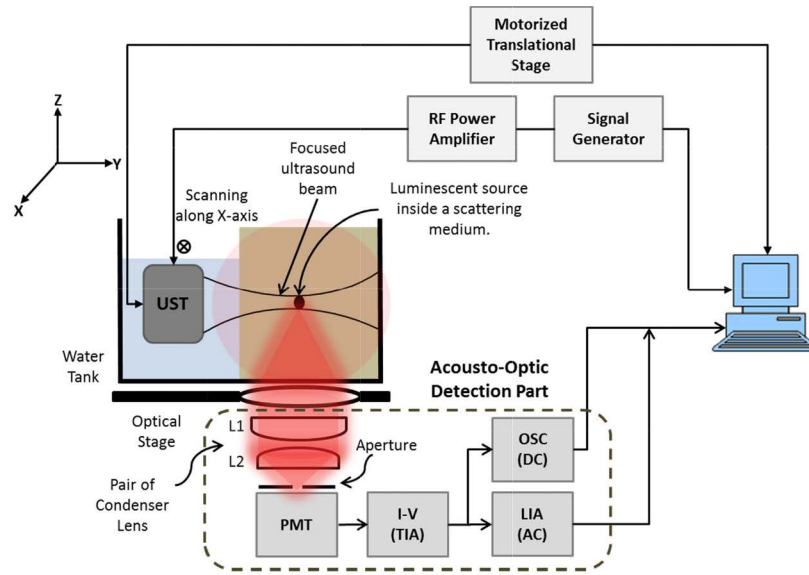 Motorized
Translational
Stage
RF Power
Amplifier
Signal
Generator
Z
Y
X
Focused
ultrasound
beam
Scanning
along X-axis
Luminescent source
inside a scattering
medium.
UST
Water
Tank
Acousto-Optic
Detection Part
Optical
Stage
L1
L2
Aperture
Pair of
Condenser
Lens
PMT
I-V
(TIA)
OSC
(DC)
LIA
(AC)